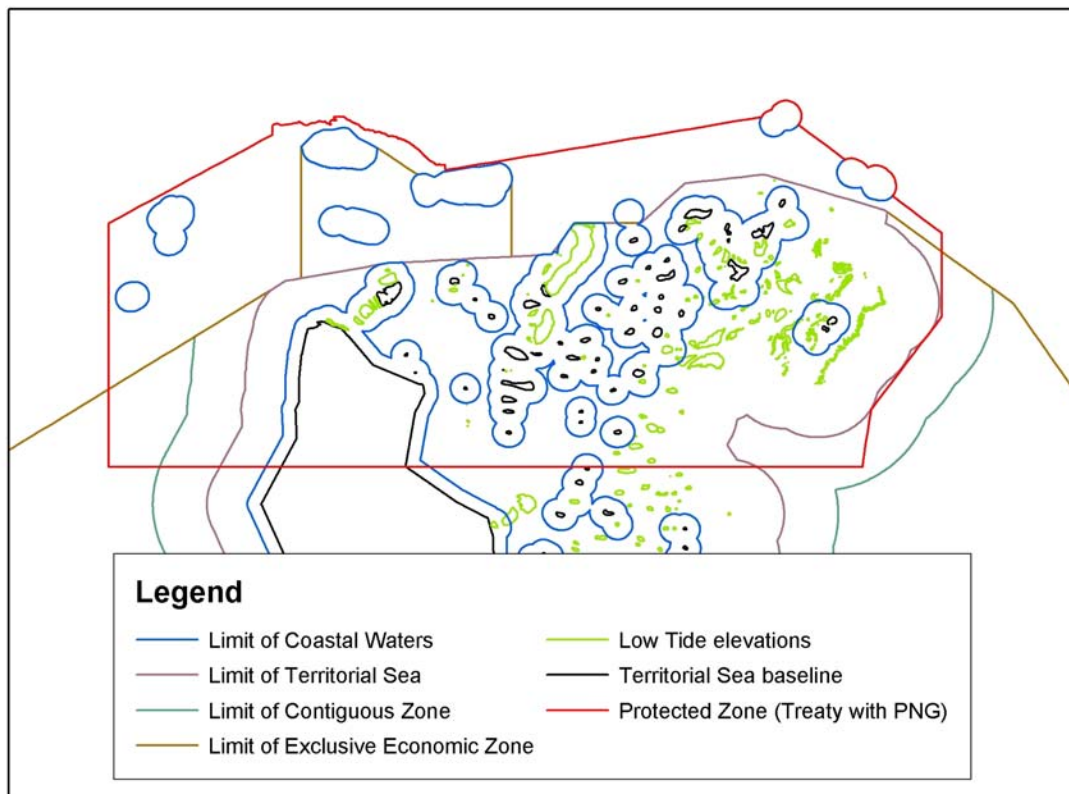 Legend
Limit of Coastal Waters
Limit of Territorial Sea
Limit of Contiguous Zone
Limit of Exclusive Economic Zone
Low Tide elevations
Territorial Sea baseline
Protected Zone (Treaty with PNG)